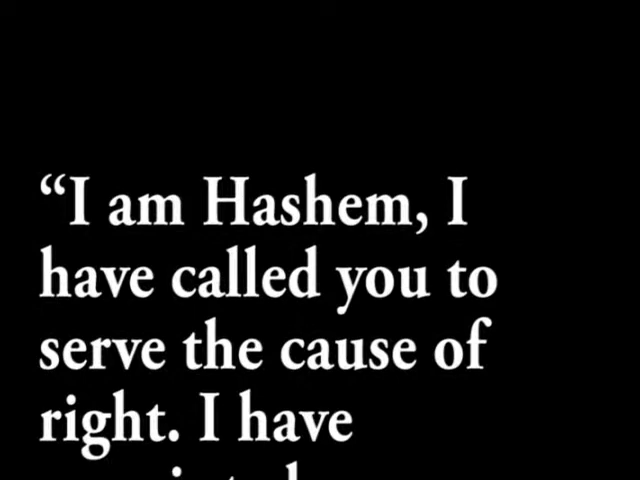 “I am Hashem, I
have called you to
serve the cause of
right. I have